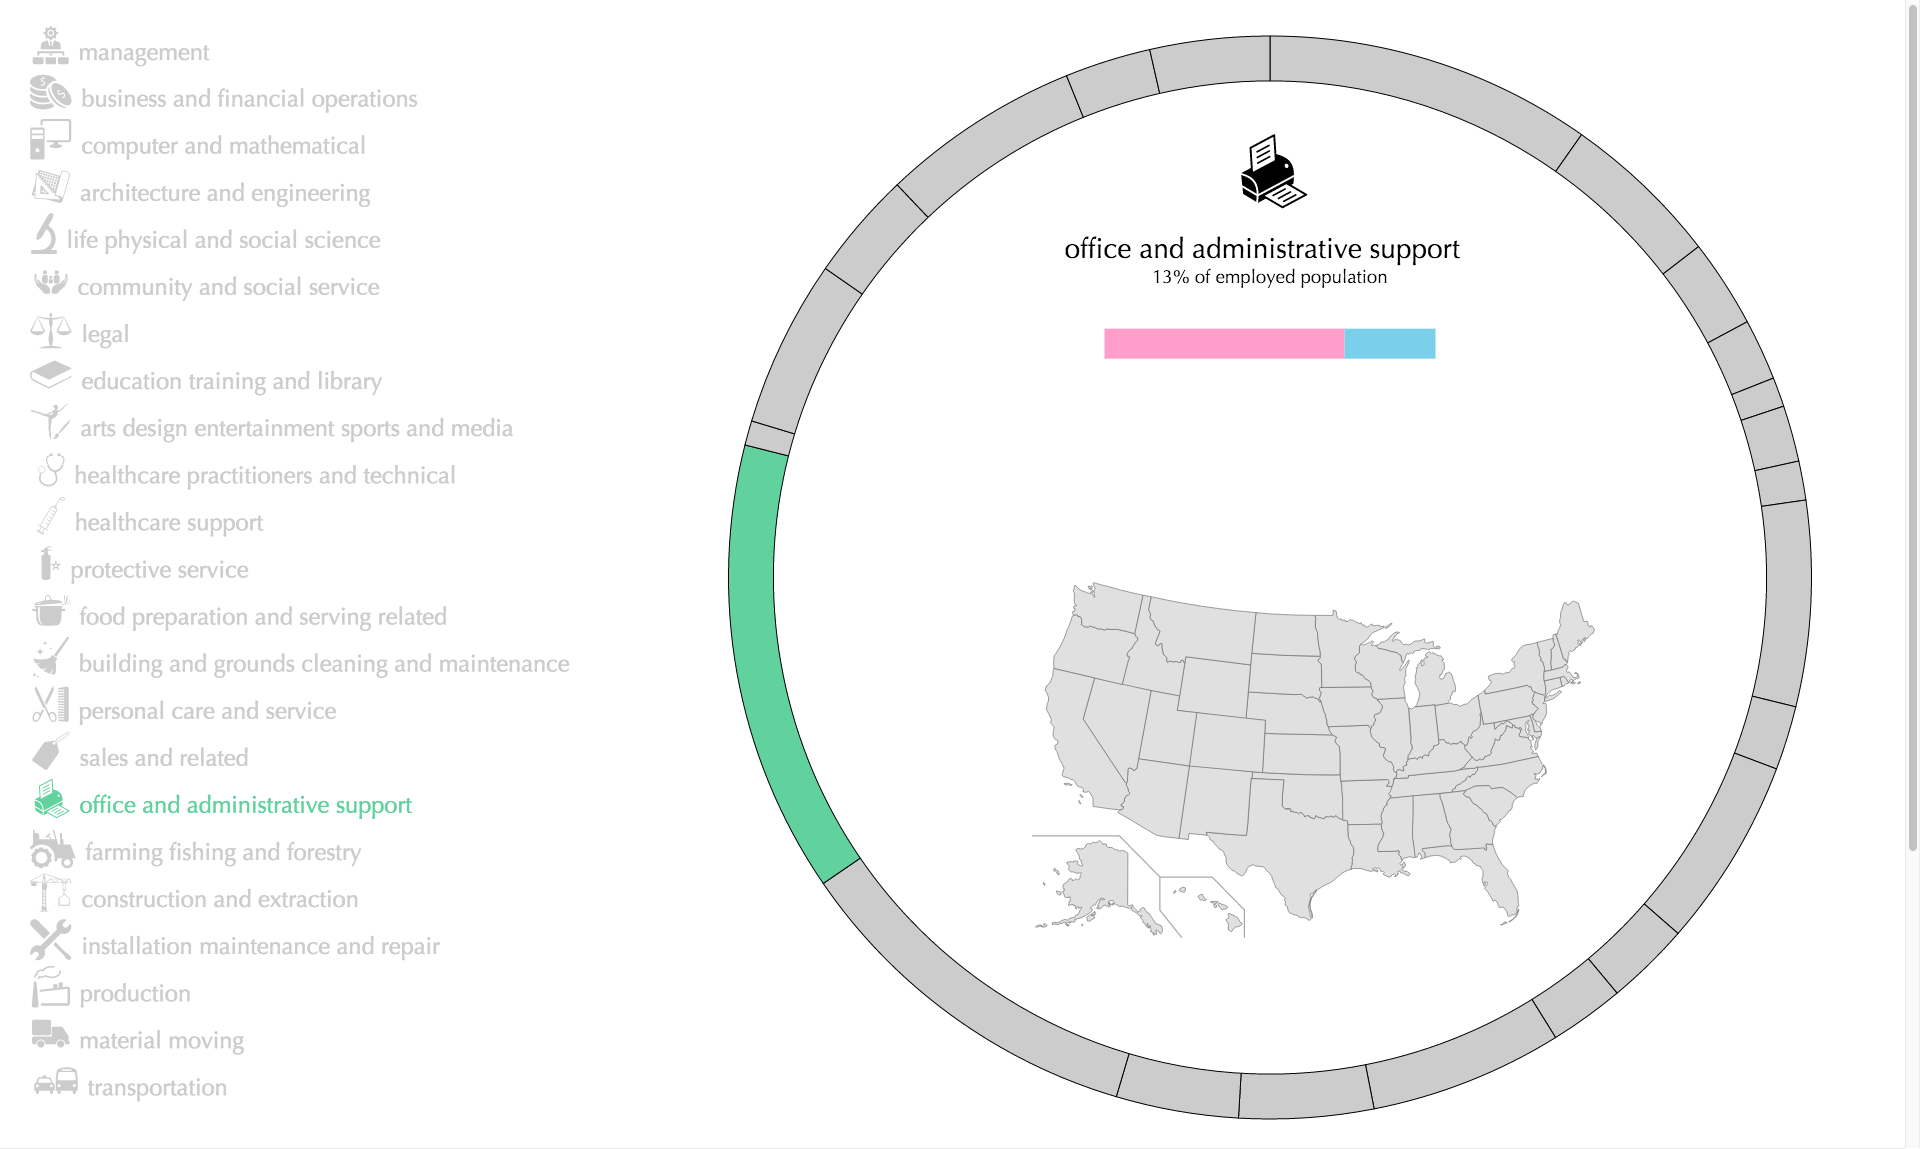 management
business and financial operations
computer and mathematical
architecture and engineering
life physical and social science
community and social service
legal
education training and library
arts design entertainment sports and media
healthcare practitioners and technical
healthcare support
protective service
food preparation and serving related
building and grounds cleaning and maintenance
personal care and service
sales and related
office and administrative support
farming fishing and forestry
construction and extraction
installation maintenance and repair
production
material moving
transportation
office and administrative support
13% of employed population